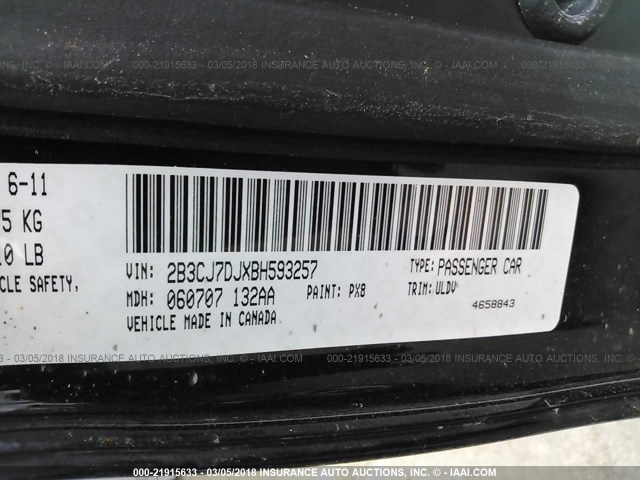 000-21915633 - 03/05/2018 INSURANCE AUTO AUCTIONS, INC. - © IAAI.COM
6-11
5 KG
0 LB
CLE SAFETY,
VIN: 2B3CJ7DJXBH593257
TYPE: PASSENGER CAR
MDH: 060707 132AA
PAINT: PX8
TRIM: ULDV
VEHICLE MADE IN CANADA
4658843
3 - 03/05/2018 INSURANCE AUTO AUCTIONS, INC. - © IAAI.COM
000-21915633 - 03/05/2018 INSURANCE AUTO AUCTIONS, INC. - © IAAI.COM
000-21915633 - 03/05/2018 INSURANCE AUTO AUCTIONS, INC. - © IAAI.COM